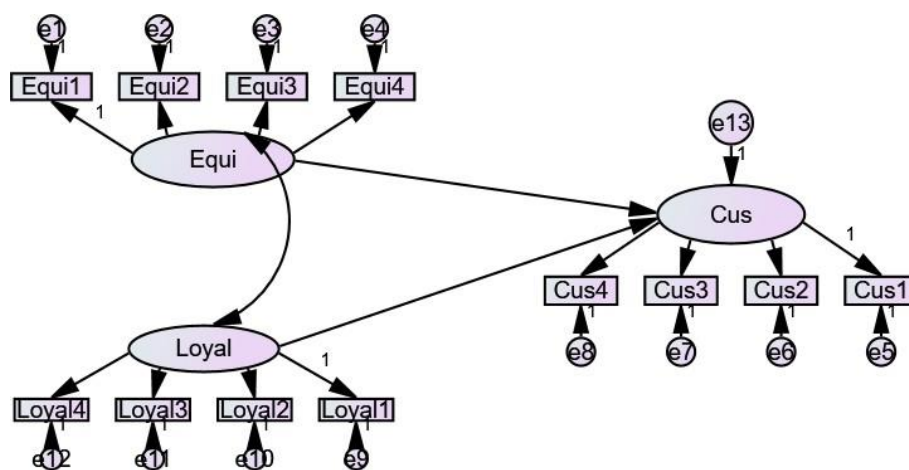 e1 e2 e3 e4
1 1 1 1
Equi1 Equi2 Equi3 Equi4
1
e13
1
Equi
Cus
1
Cus4 Cus3 Cus2 Cus1
1 1 1 1
e8 e7 e6 e5
Loyal
1
Loyal4 Loyal3 Loyal2 Loyal1
1 1 1 1
e12 e11 e10 e9